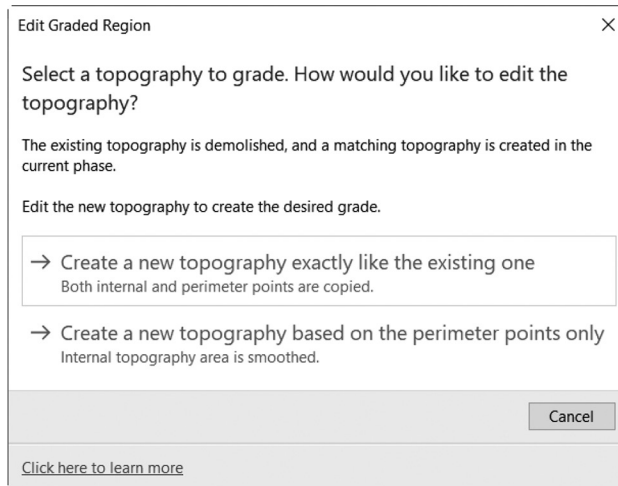 Edit Graded Region
Select a topography to grade. How would you like to edit the
topography?
The existing topography is demolished, and a matching topography is created in the
current phase.
Edit the new topography to create the desired grade.
Create a new topography exactly like the existing one
Both internal and perimeter points are copied.
Create a new topography based on the perimeter points only
Internal topography area is smoothed.
Cancel
Click here to learn more